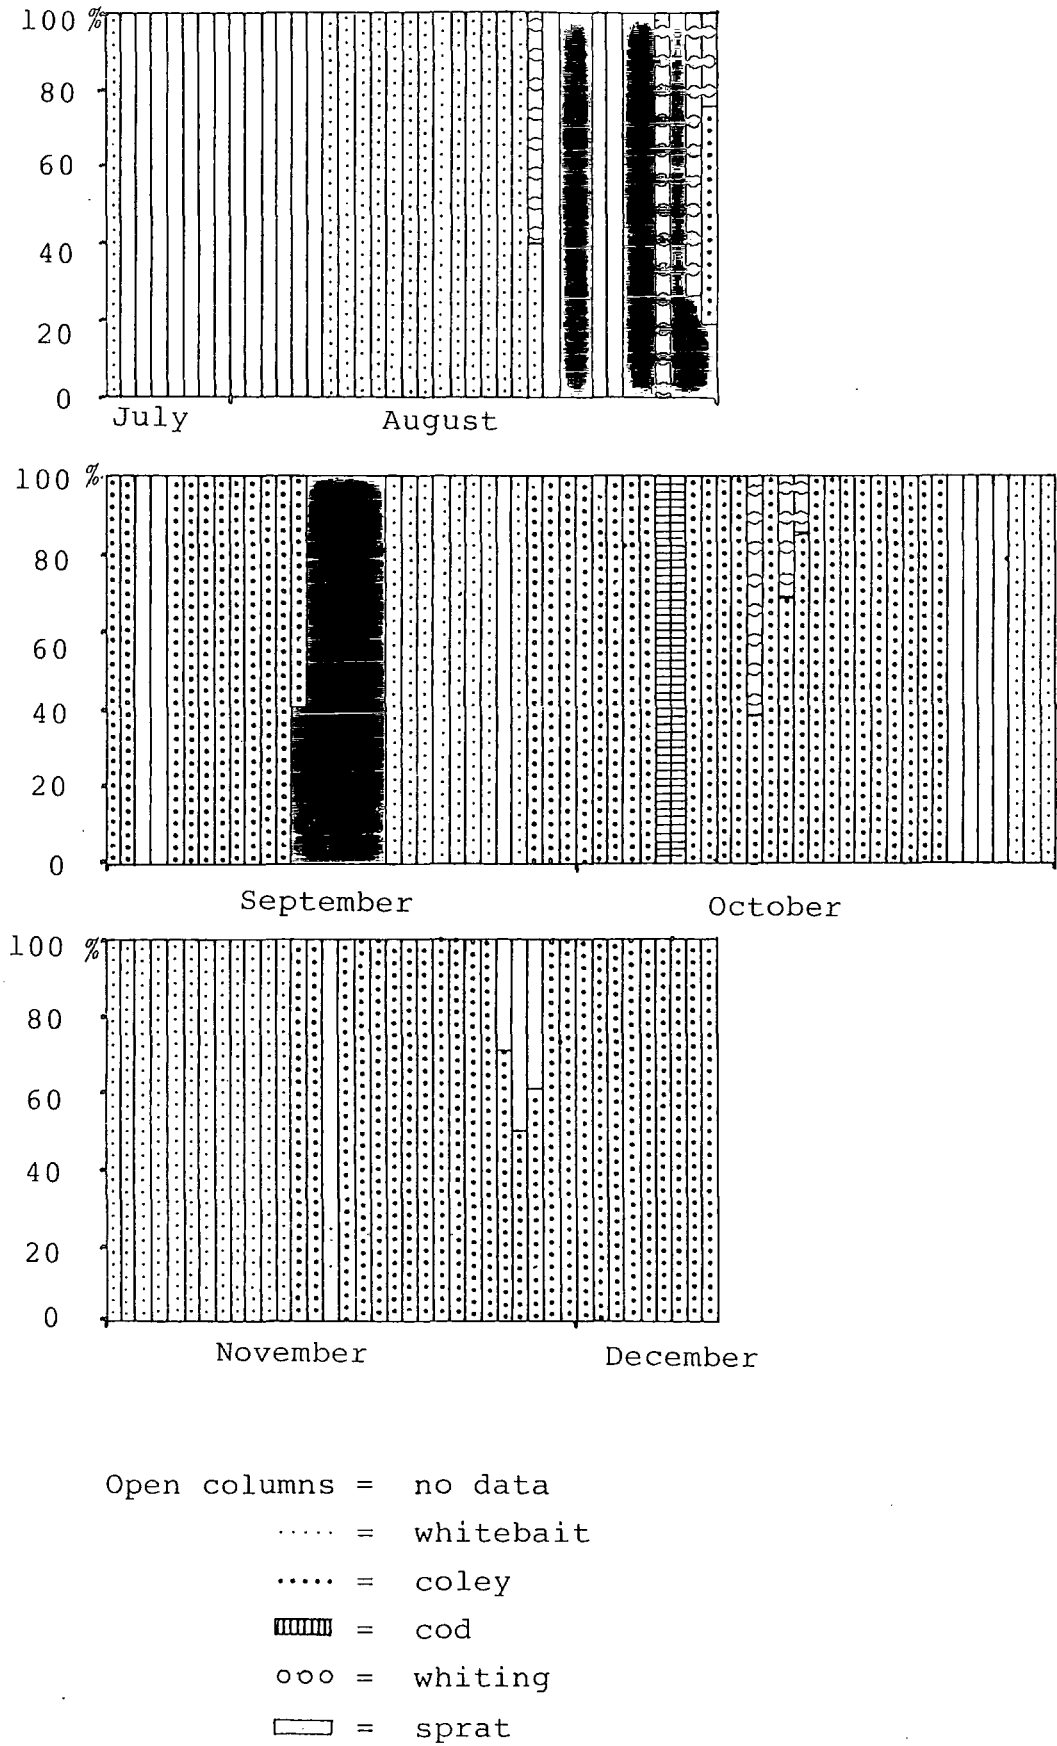 100 %
80
60
40
20
0
July August
100 %
80
60
40
20
0
September October
100 %
80
60
40
20
0
November December
Open columns = no data
..... = whitebait
..... = coley
= cod
ooo = whiting
= sprat